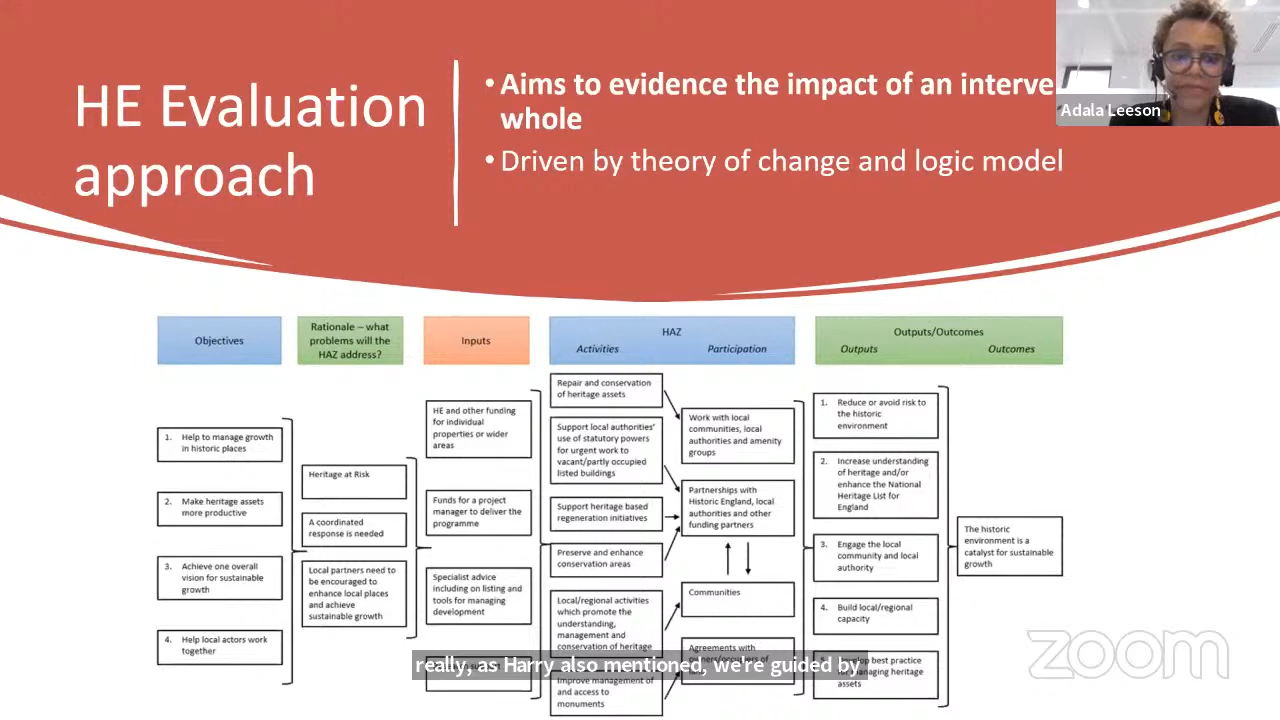 HE Evaluation
approach
• Aims to evidence the impact of an interve
whole
• Driven by theory of change and logic model
Adala Leeson
Objectives
Rationale – what
problems will the
HAZ address?
Inputs
HAZ
Activities
Participation
Outputs/Outcomes
Outputs
Outcomes
1. Help to manage growth
in historic places
2. Make heritage assets
more productive
3. Achieve one overall
vision for sustainable
growth
4. Help local actors work
together
Heritage at Risk
A coordinated
response is needed
Local partners need to
be encouraged to
enhance local places
and achieve
sustainable growth
HE and other funding
for individual
properties or wider
areas
Funds for a project
manager to deliver the
programme
Specialist advice
including on listing and
tools for managing
development
Repair and conservation
of heritage assets
Support local authorities'
use of statutory powers
for urgent work to
vacant/partly occupied
listed buildings
Support heritage based
regeneration initiatives
Preserve and enhance
conservation areas
Local/regional activities
which promote the
understanding,
management and
conservation of heritage
Improve management of
and access to
monuments
Work with local
communities, local
authorities and amenity
groups
Partnerships with
Historic England, local
authorities and other
funding partners
Communities
Agreements with
owners/occupiers of
1. Reduce or avoid risk to
the historic
environment
2. Increase understanding
of heritage and/or
enhance the National
Heritage List for
England
3. Engage the local
community and local
authority
4. Build local/regional
capacity
best practice
for managing heritage
assets
The historic
environment is a
catalyst for sustainable
growth
really, as Harry also mentioned, we're guided by
zoom